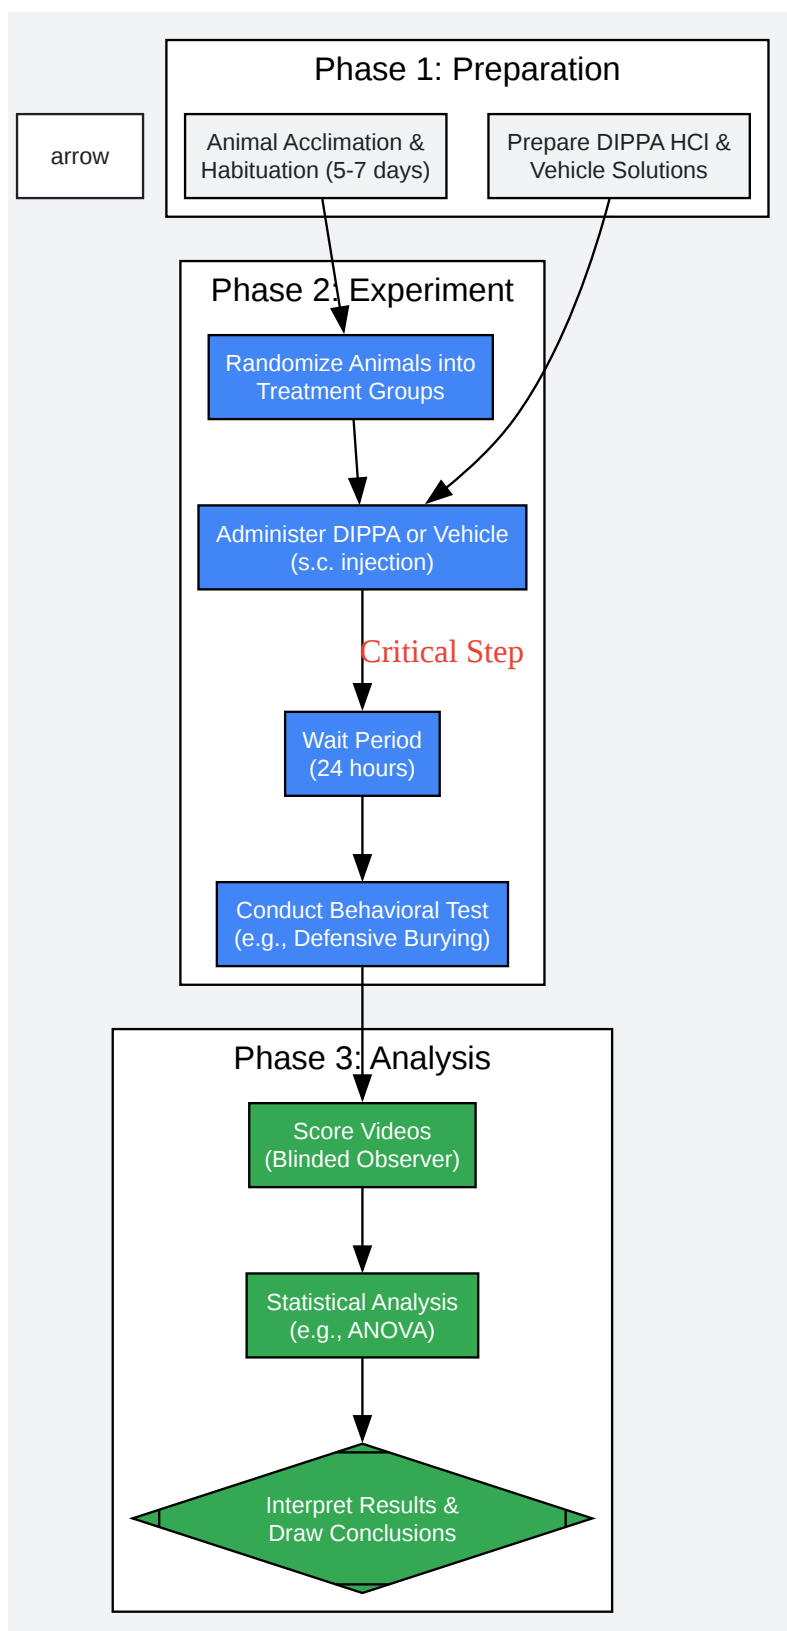 Phase 1: Preparation
arrow
Animal Acclimation &
Habituation (5-7 days)
Prepare DIPPA HCl &
Vehicle Solutions
Phase 2: Experiment
Randomize Animals into
Treatment Groups
Administer DIPPA or Vehicle
(s.c. injection)
Critical Step
Wait Period
(24 hours)
Conduct Behavioral Test
(e.g., Defensive Burying)
Phase 3: Analysis
Score Videos
(Blinded Observer)
Statistical Analysis
(e.g., ANOVA)
Interpret Results &
Draw Conclusions